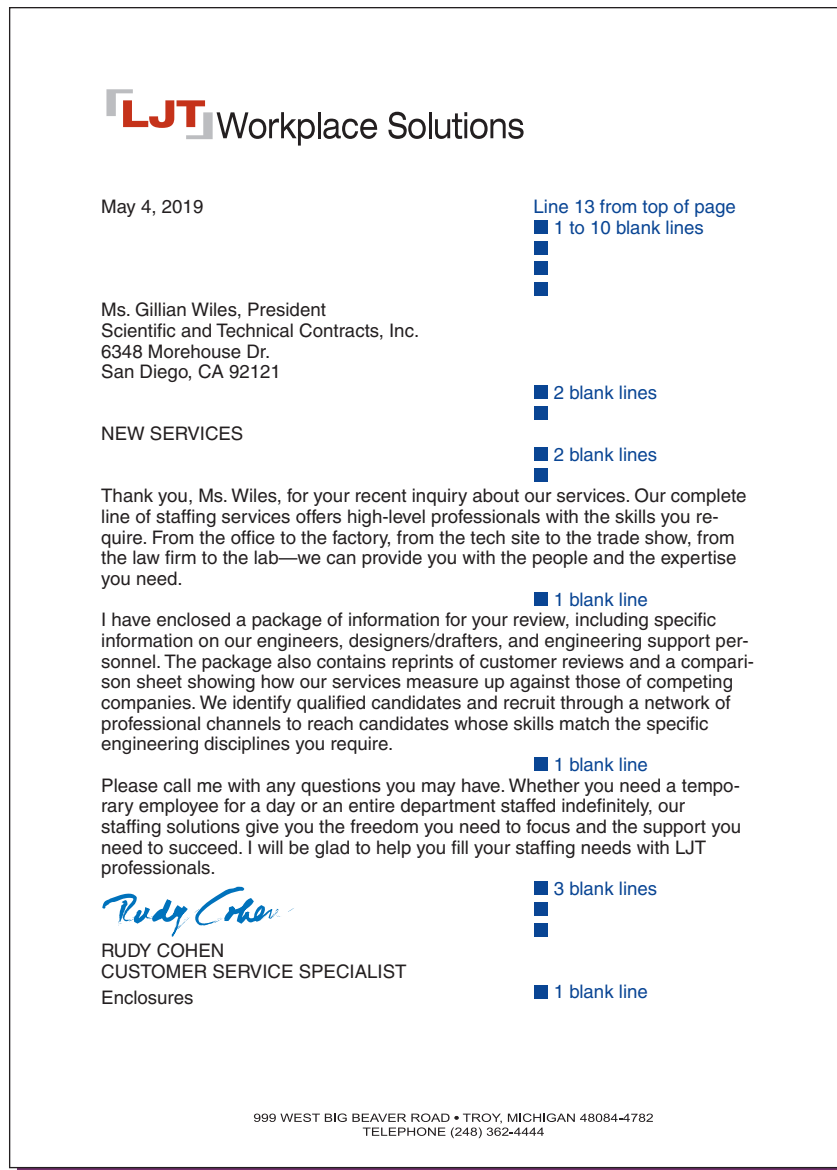 LJT Workplace Solutions
May 4, 2019
Line 13 from top of page
1 to 10 blank lines
Ms. Gillian Wiles, President
Scientific and Technical Contracts, Inc.
6348 Morehouse Dr.
San Diego, CA 92121
2 blank lines
NEW SERVICES
2 blank lines
Thank you, Ms. Wiles, for your recent inquiry about our services. Our complete
line of staffing services offers high-level professionals with the skills you re-
quire. From the office to the factory, from the tech site to the trade show, from
the law firm to the lab—we can provide you with the people and the expertise
you need.
1 blank line
I have enclosed a package of information for your review, including specific
information on our engineers, designers/drafters, and engineering support per-
sonnel. The package also contains reprints of customer reviews and a compari-
son sheet showing how our services measure up against those of competing
companies. We identify qualified candidates and recruit through a network of
professional channels to reach candidates whose skills match the specific
engineering disciplines you require.
1 blank line
Please call me with any questions you may have. Whether you need a tempo-
rary employee for a day or an entire department staffed indefinitely, our
staffing solutions give you the freedom you need to focus and the support you
need to succeed. I will be glad to help you fill your staffing needs with LJT
professionals.
3 blank lines
Rudy Cohen
RUDY COHEN
CUSTOMER SERVICE SPECIALIST
1 blank line
Enclosures
999 WEST BIG BEAVER ROAD • TROY, MICHIGAN 48084-4782
TELEPHONE (248) 362-4444